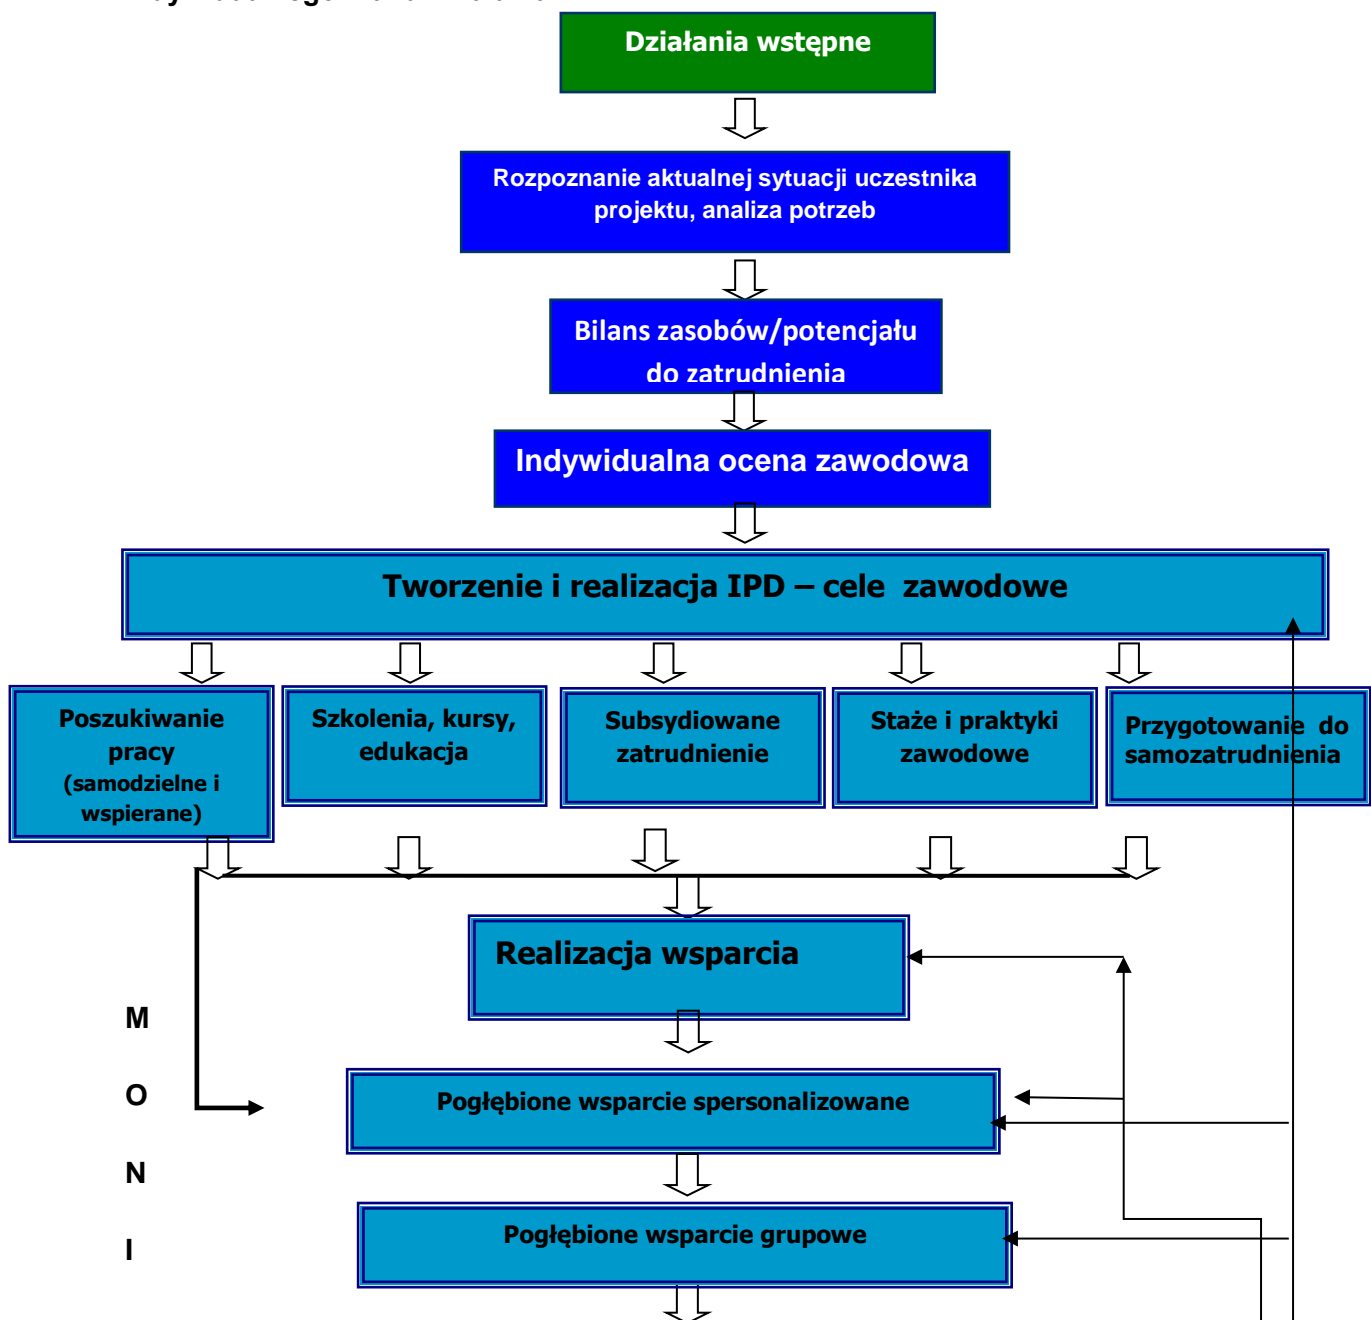 Działania wstępne
Rozpoznanie aktualnej sytuacji uczestnika
projektu, analiza potrzeb
Bilans zasobów/potencjału
do zatrudnienia
Indywidualna ocena zawodowa
Tworzenie i realizacja IPD – cele zawodowe
Poszukiwanie
pracy
(samodzielne i
wspierane)
Szkolenia, kursy,
edukacja
Subsydiowane
zatrudnienie
Staże i praktyki
zawodowe
Przygotowanie do
samozatrudnienia
Realizacja wsparcia
M
O
Pogłębione wsparcie spersonalizowane
N
I
Pogłębione wsparcie grupowe